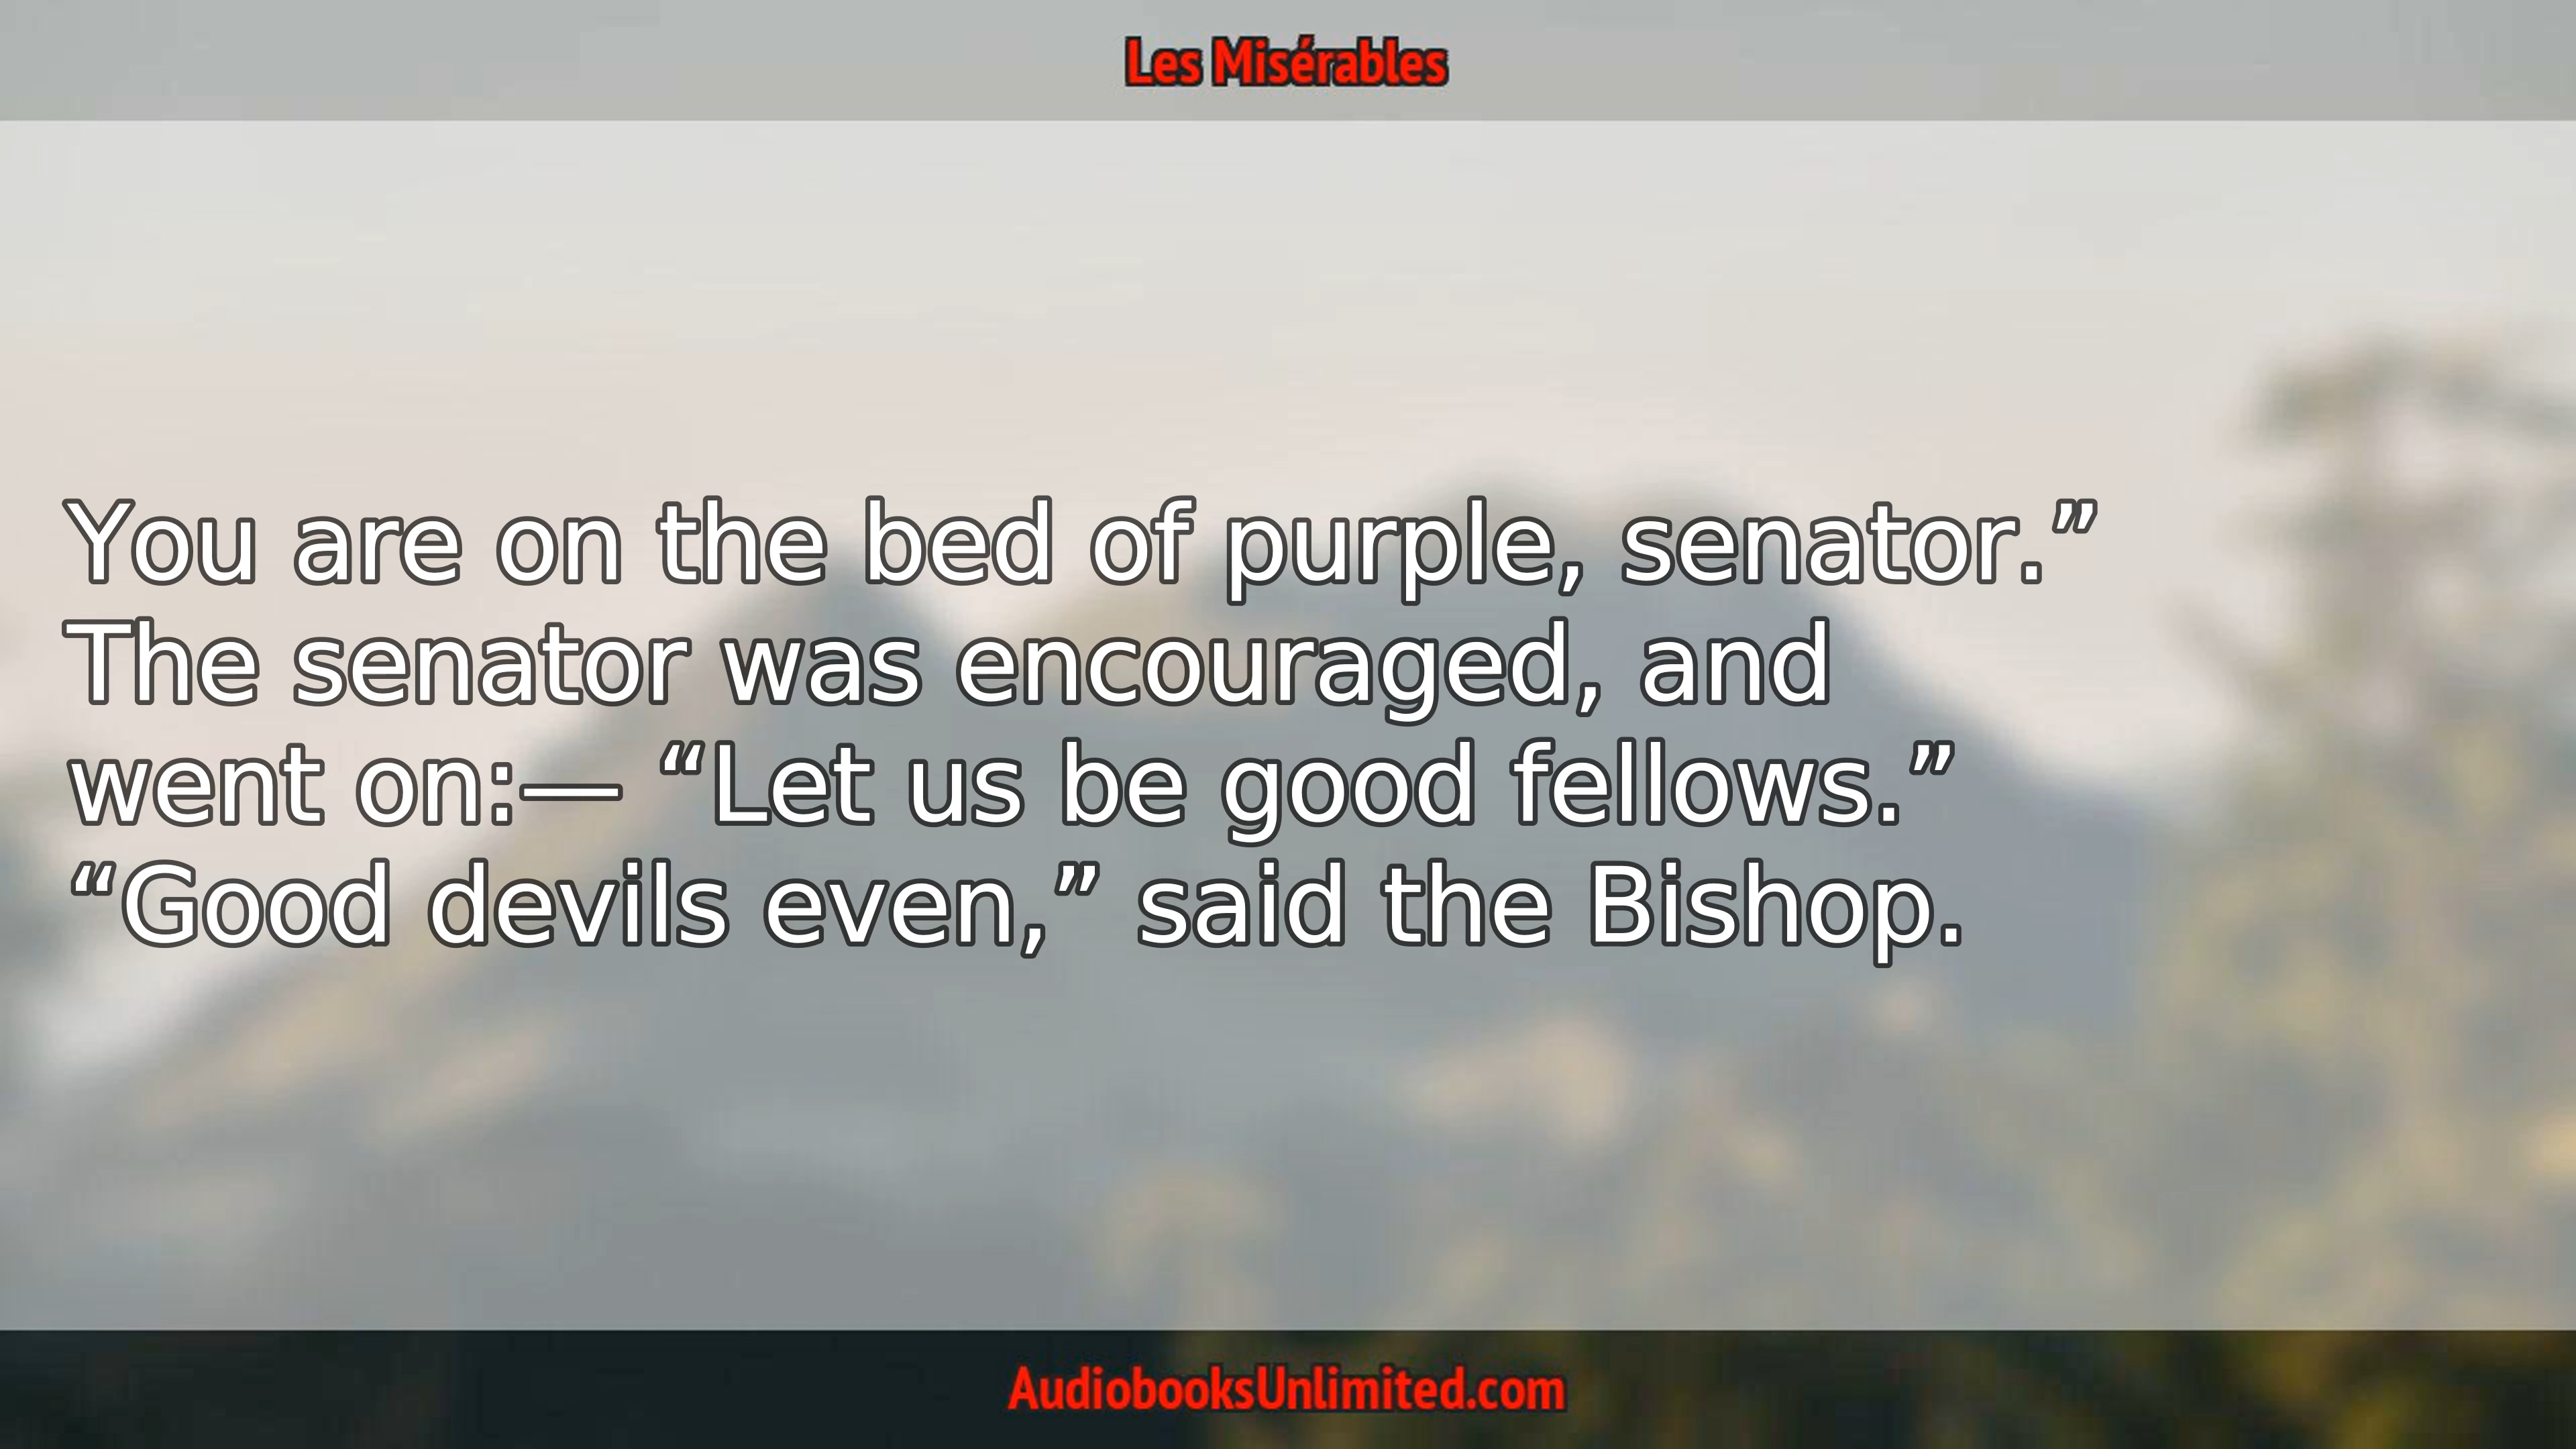 Les Misérables
You are on the bed of purple, senator.”
The senator was encouraged, and
went on:— “Let us be good fellows.”
“Good devils even,” said the Bishop.
AudiobooksUnlimited.com